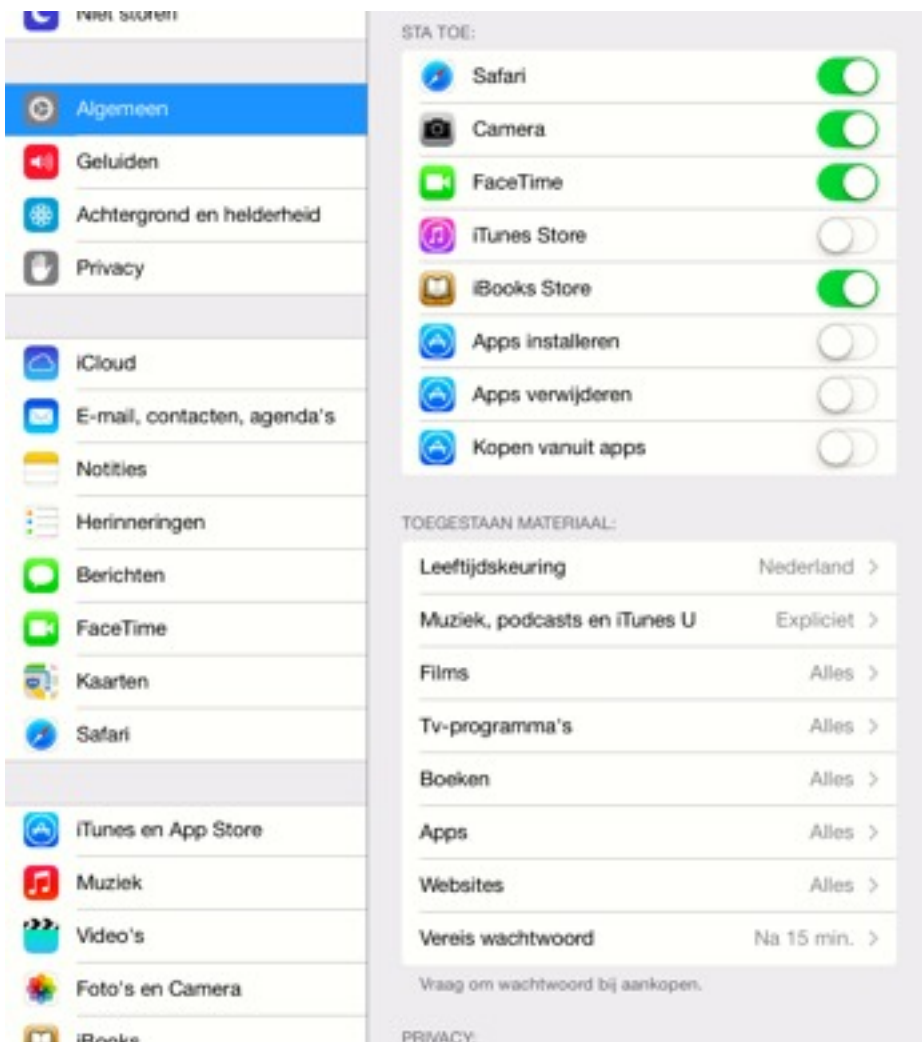 Niet storen
Algemeen
Geluiden
Achtergrond en helderheid
Privacy
iCloud
E-mail, contacten, agenda's
Notities
Herinneringen
Berichten
FaceTime
Kaarten
Safari
iTunes en App Store
Muziek
Video's
Foto's en Camera
iBooks
STA TOE:
Safari
Camera
FaceTime
iTunes Store
iBooks Store
Apps installeren
Apps verwijderen
Kopen vanuit apps
TOEGESTAAN MATERIAAL:
Leeftijdskeuring Nederland
Muziek, podcasts en iTunes U Expliciet
Films Alles
Tv-programma's Alles
Boeken Alles
Apps Alles
Websites Alles
Vereis wachtwoord Na 15 min.
Vraag om wachtwoord bij aankopen.
PRIVACY: